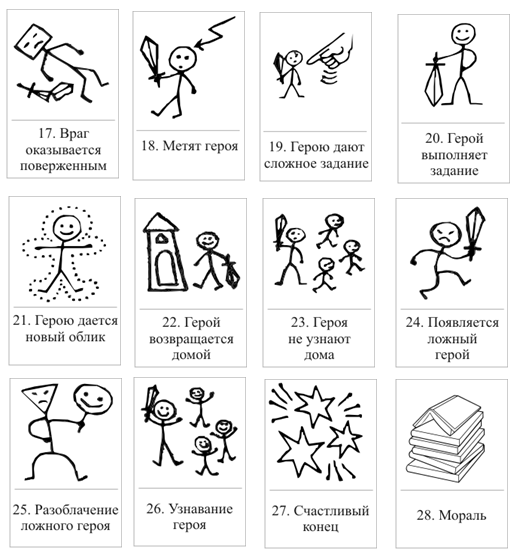 17. Враг
оказывается
поверженным
18. Метят героя
19. Герою дают
сложное задание
20. Герой
выполняет
задание
21. Герою дается
новый облик
22. Герой
возвращается
домой
23. Героя
не узнают
дома
24. Появляется
ложный
герой
25. Разоблачение
ложного героя
26. Узнавание
героя
27. Счастливый
конец
28. Мораль